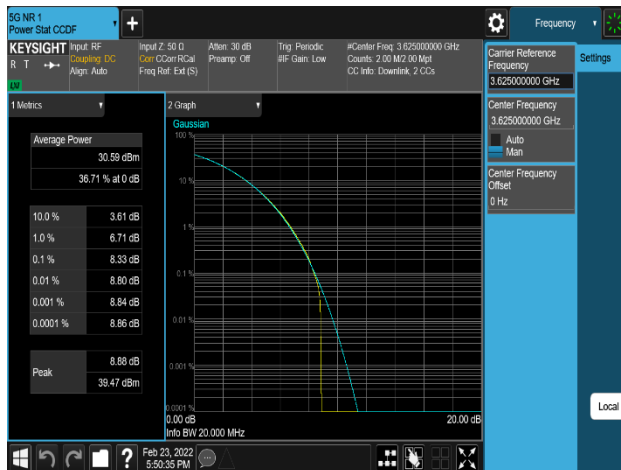 5G NR 1
Power Stat CCDF
Frequency
KEYSIGHT
R T
LW
Input: RF
Coupling: DC
Align: Auto
Input Z: 50 Ω
Corr CCorr RCal
Freq Ref: Ext (S)
Atten: 30 dB
Preamp: Off
Trig: Periodic
#IF Gain: Low
#Center Freq: 3.625000000 GHz
Counts: 2.00 M/2.00 Mpt
CC Info: Downlink, 2 CCs
Carrier Reference
Frequency
3.625000000 GHz
Settings
Center Frequency
3.625000000 GHz
Auto
Man
Center Frequency
Offset
0 Hz
Local
1 Metrics
Average Power
30.59 dBm
36.71 % at 0 dB
10.0 % 3.61 dB
1.0 % 6.71 dB
0.1 % 8.33 dB
0.01 % 8.80 dB
0.001 % 8.84 dB
0.0001 % 8.86 dB
Peak
8.88 dB
39.47 dBm
2 Graph
Gaussian
100 %
10 %
1 %
0.1 %
0.01 %
0.001 %
0.0001 %
0.00 dB 20.00 dB
Info BW 20.000 MHz
?
Feb 23, 2022
5:50:35 PM